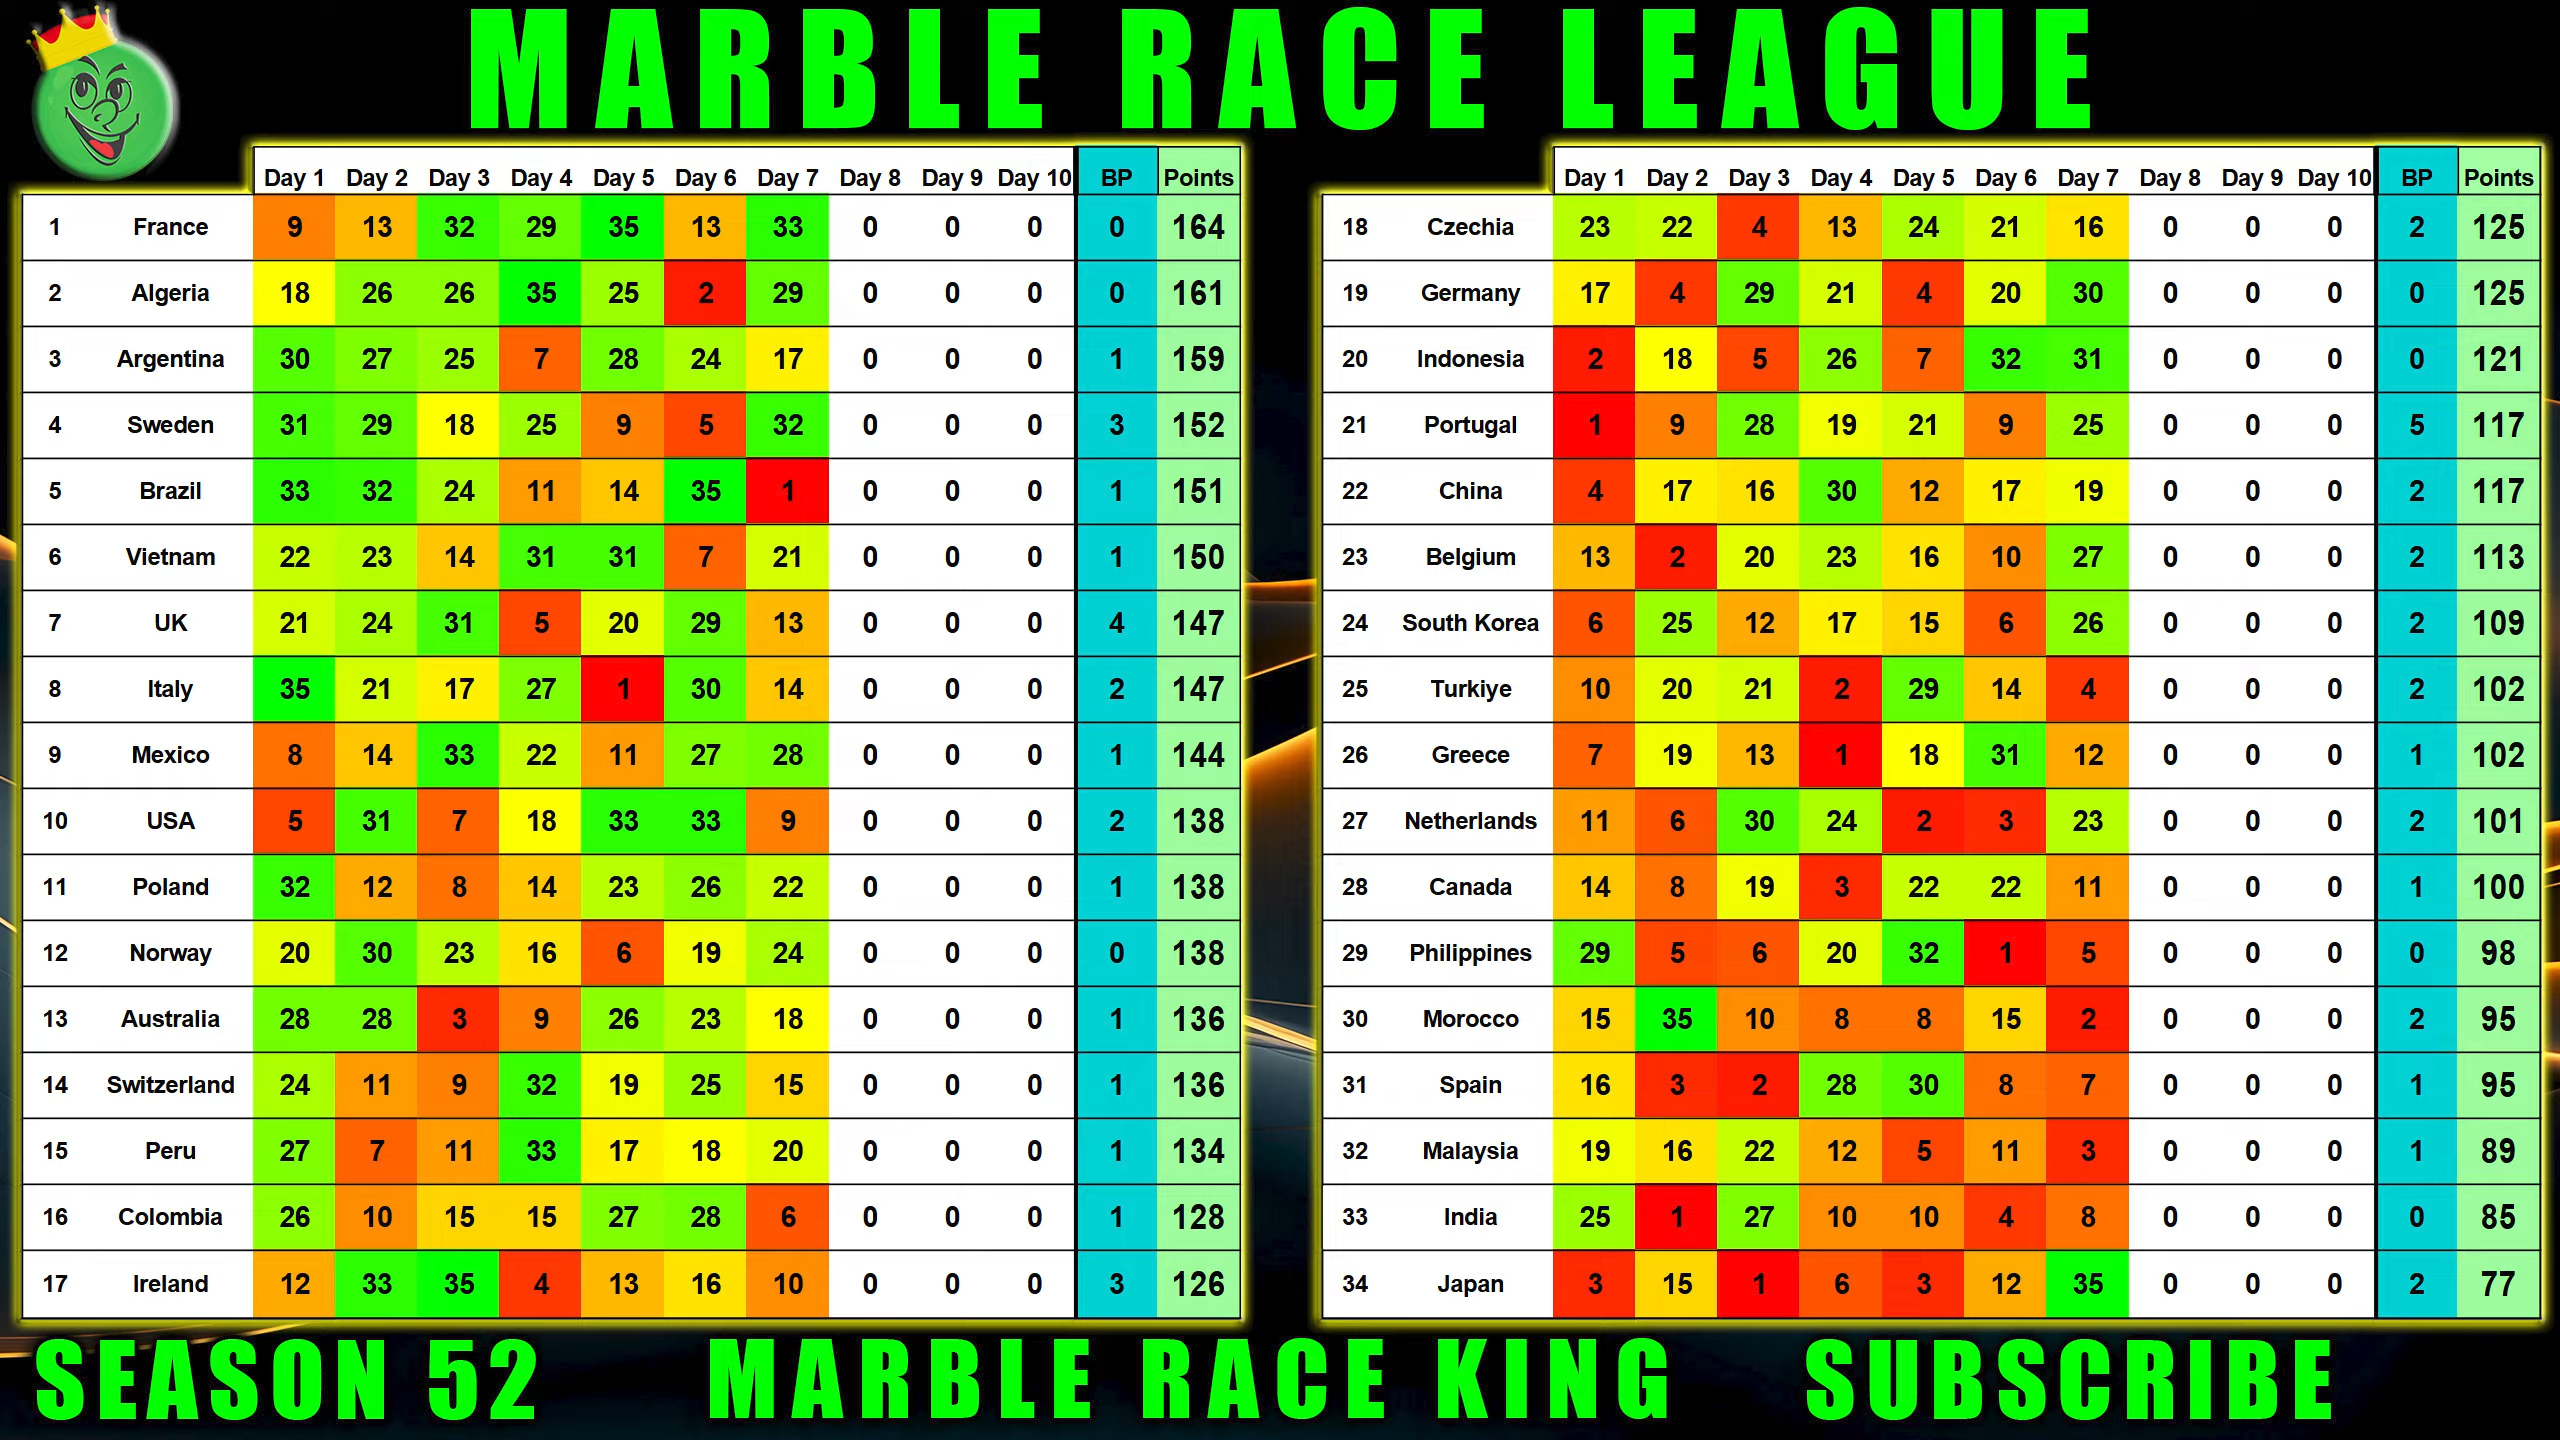 MARBLE RACE LEAGUE
Day 1 Day 2 Day 3 Day 4 Day 5 Day 6 Day 7 Day 8 Day 9 Day 10 BP Points
1 France 9 13 32 29 35 13 33 0 0 0 0 164
2 Algeria 18 26 26 35 25 2 29 0 0 0 0 161
3 Argentina 30 27 25 7 28 24 17 0 0 0 1 159
4 Sweden 31 29 18 25 9 5 32 0 0 0 3 152
5 Brazil 33 32 24 11 14 35 1 0 0 0 1 151
6 Vietnam 22 23 14 31 31 7 21 0 0 0 1 150
7 UK 21 24 31 5 20 29 13 0 0 0 4 147
8 Italy 35 21 17 27 1 30 14 0 0 0 2 147
9 Mexico 8 14 33 22 11 27 28 0 0 0 1 144
10 USA 5 31 7 18 33 33 9 0 0 0 2 138
11 Poland 32 12 8 14 23 26 22 0 0 0 1 138
12 Norway 20 30 23 16 6 19 24 0 0 0 0 138
13 Australia 28 28 3 9 26 23 18 0 0 0 1 136
14 Switzerland 24 11 9 32 19 25 15 0 0 0 1 136
15 Peru 27 7 11 33 17 18 20 0 0 0 1 134
16 Colombia 26 10 15 15 27 28 6 0 0 0 1 128
17 Ireland 12 33 35 4 13 16 10 0 0 0 3 126
Day 1 Day 2 Day 3 Day 4 Day 5 Day 6 Day 7 Day 8 Day 9 Day 10 BP Points
18 Czechia 23 22 4 13 24 21 16 0 0 0 2 125
19 Germany 17 4 29 21 4 20 30 0 0 0 0 125
20 Indonesia 2 18 5 26 7 32 31 0 0 0 0 121
21 Portugal 1 9 28 19 21 9 25 0 0 0 5 117
22 China 4 17 16 30 12 17 19 0 0 0 2 117
23 Belgium 13 2 20 23 16 10 27 0 0 0 2 113
24 South Korea 6 25 12 17 15 6 26 0 0 0 2 109
25 Turkiye 10 20 21 2 29 14 4 0 0 0 2 102
26 Greece 7 19 13 1 18 31 12 0 0 0 1 102
27 Netherlands 11 6 30 24 2 3 23 0 0 0 2 101
28 Canada 14 8 19 3 22 22 11 0 0 0 1 100
29 Philippines 29 5 6 20 32 1 5 0 0 0 0 98
30 Morocco 15 35 10 8 8 15 2 0 0 0 2 95
31 Spain 16 3 2 28 30 8 7 0 0 0 1 95
32 Malaysia 19 16 22 12 5 11 3 0 0 0 1 89
33 India 25 1 27 10 10 4 8 0 0 0 0 85
34 Japan 3 15 1 6 3 12 35 0 0 0 2 77
SEASON 52 MARBLE RACE KING SUBSCRIBE